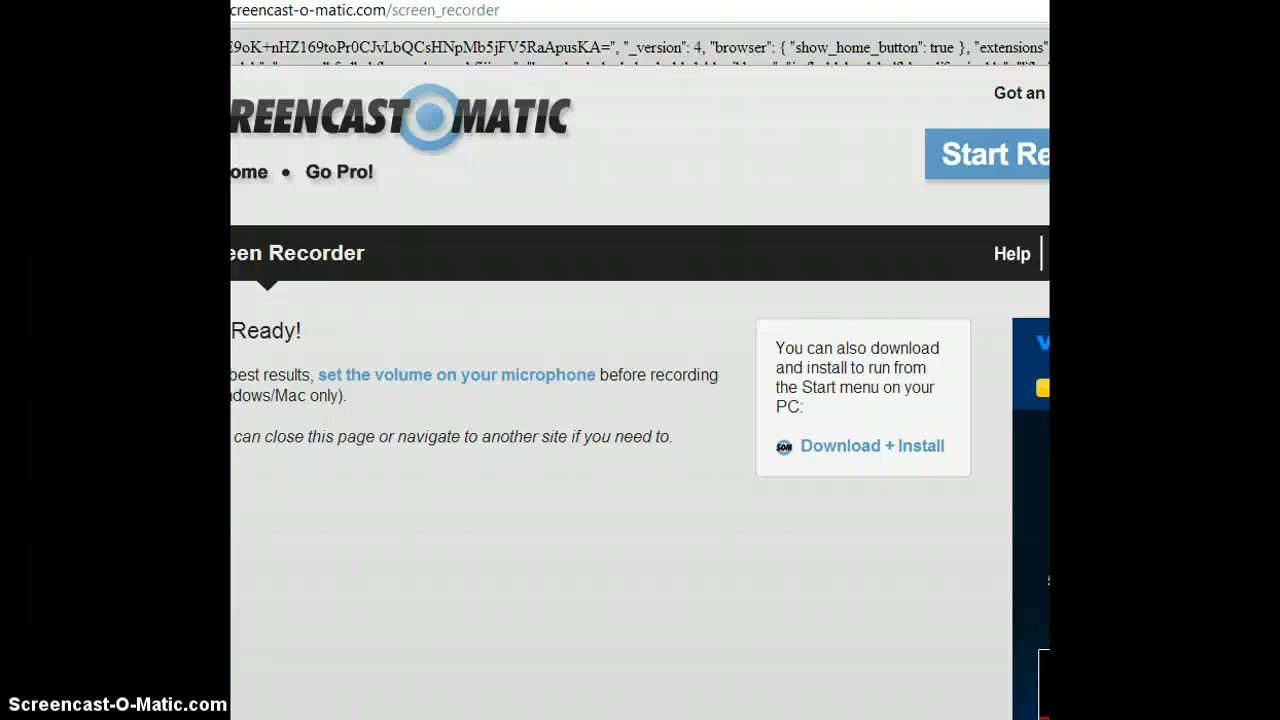 creencast-o-matic.com/screen_recorder
9oK+nHZ169toPr0CJvLbQCsHNpMb5jFV5RaApusKA=", "_version": 4, "browser": { "show_home_button": true }, "extensions"
REENCAST MATIC
Got an
Start Re
ome • Go Pro!
een Recorder
Help
Ready!
best results, set the volume on your microphone before recording
ndows/Mac only).
can close this page or navigate to another site if you need to.
You can also download
and install to run from
the Start menu on your
PC:
SOM Download + Install
Screencast-O-Matic.com